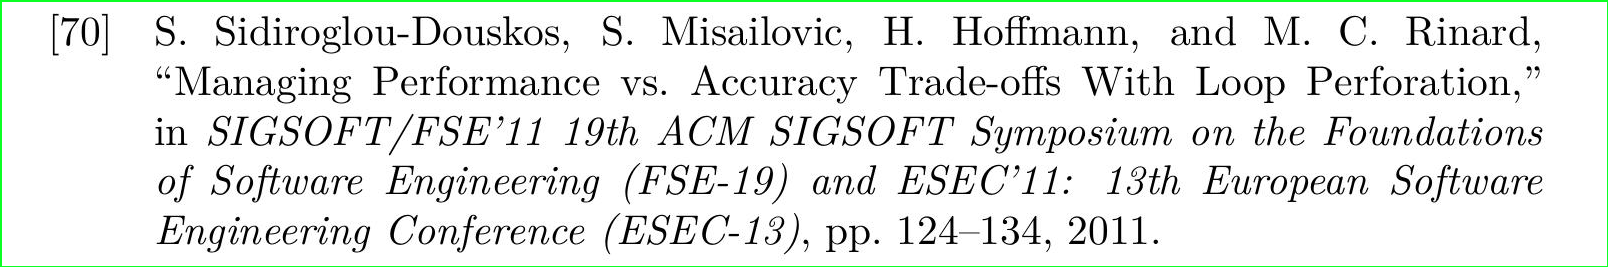 [70] S. Sidiroglou-Douskos, S. Misailovic, H. Hoffmann, and M. C. Rinard,
“Managing Performance vs. Accuracy Trade-offs With Loop Perforation,”
in SIGSOFT/FSE’11 19th ACM SIGSOFT Symposium on the Foundations
of Software Engineering (FSE-19) and ESEC’11: 13th European Software
Engineering Conference (ESEC-13), pp. 124–134, 2011.